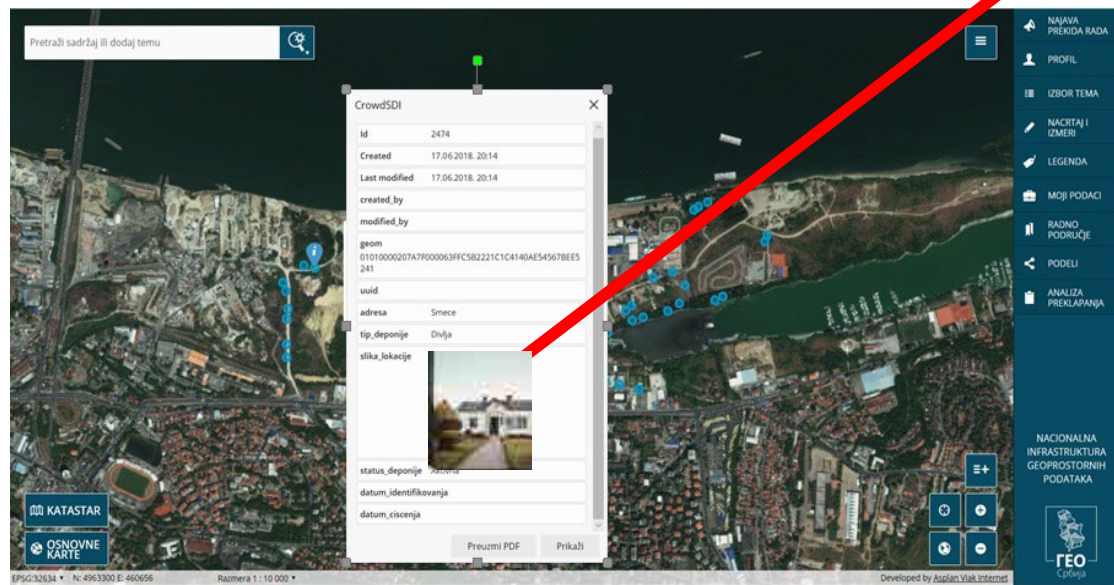 Pretraži sadržaj ili dodaj temu
CrowdSDI
Id 2474
Created 17.06.2018. 20:14
Last modified 17.06.2018. 20:14
created_by
modified_by
geom
01010000207A7F000063FFC5B2221C1C4140AE54567BEE5
241
uuid
adresa Smece
tip_deponije Divlja
slika_lokacije
status_deponije Aktivna
datum_identifikovanja
datum_ciscenja
Preuzmi PDF Prikaži
NAJAVA
PREKIDA RADA
PROFIL
IZBOR TEMA
NACRTAJ I
IZMERI
LEGENDA
MOJI PODACI
RADNO
PODRUČJE
PODELI
ANALIZA
PREKLAPANJA
NACIONALNA
INFRASTRUKTURA
GEOPROSTORNIH
PODATAKA
ГЕО
Србија
KATASTAR
OSNOVNE
KARTE
EPSG:32634 N: 4963300 E: 460656 Razmera 1 : 10 000
Developed by Asplan Viak Internet